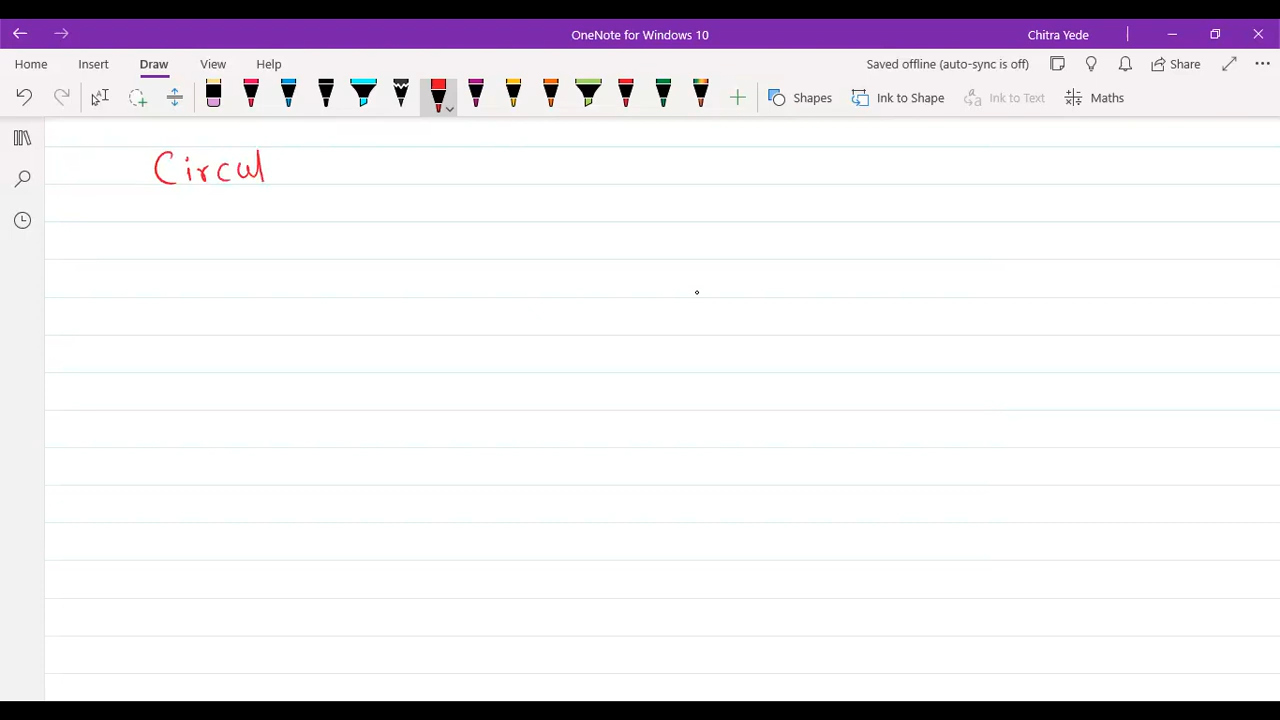 OneNote for Windows 10
Chitra Yede
Home Insert Draw View Help
Saved offline (auto-sync is off)
Share
Shapes
Ink to Shape
Ink to Text
Maths
Circul